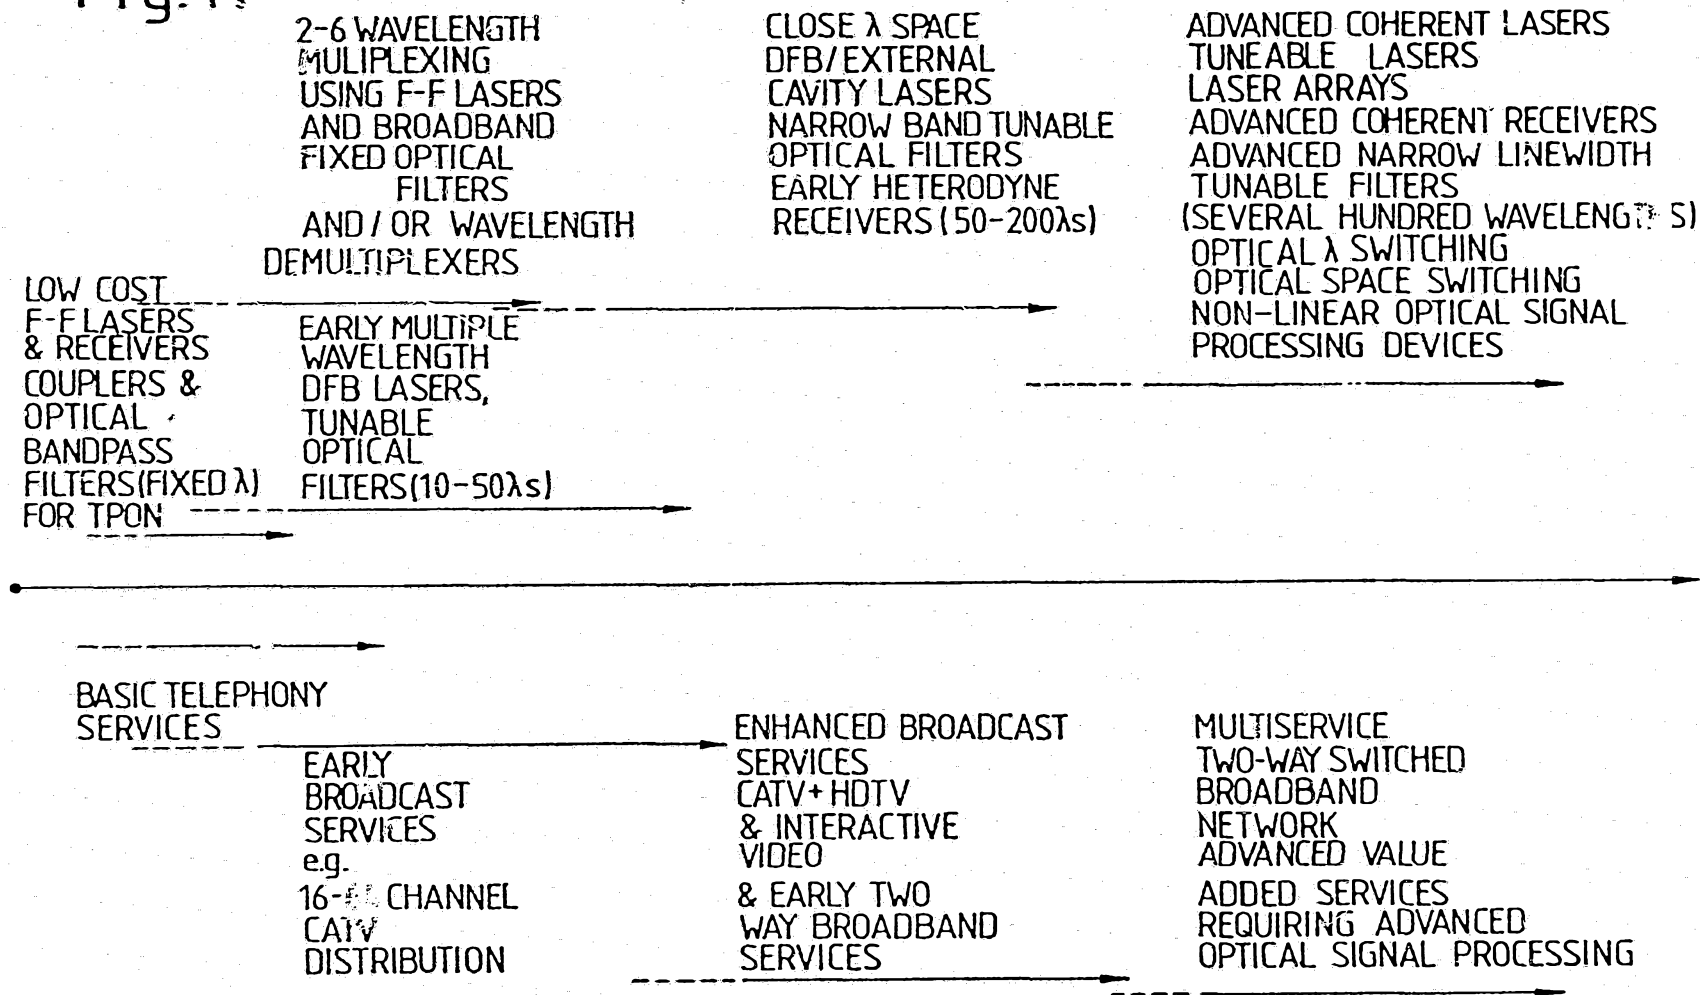 2-6 WAVELENGTH
MULIPLEXING
USING F-F LASERS
AND BROADBAND
FIXED OPTICAL
FILTERS
AND/OR WAVELENGTH
DEMULTIPLEXERS
CLOSE λ SPACE
DFB/EXTERNAL
CAVITY LASERS
NARROW BAND TUNABLE
OPTICAL FILTERS
EARLY HETERODYNE
RECEIVERS (50-200λs)
ADVANCED COHERENT LASERS
TUNEABLE LASERS
LASER ARRAYS
ADVANCED COHERENT RECEIVERS
ADVANCED NARROW LINEWIDTH
TUNABLE FILTERS
(SEVERAL HUNDRED WAVELENGTHS)
OPTICAL λ SWITCHING
OPTICAL SPACE SWITCHING
NON-LINEAR OPTICAL SIGNAL
PROCESSING DEVICES
LOW COST
F-F LASERS
& RECEIVERS
COUPLERS &
OPTICAL
BANDPASS
FILTERS(FIXED λ)
FOR TPON
EARLY MULTIPLE
WAVELENGTH
DFB LASERS,
TUNABLE
OPTICAL
FILTERS(10-50λs)
BASIC TELEPHONY
SERVICES
EARLY
BROADCAST
SERVICES
e.g.
CHANNEL
CATV
DISTRIBUTION
ENHANCED BROADCAST
SERVICES
CATV+HDTV
& INTERACTIVE
VIDEO
& EARLY TWO
WAY BROADBAND
SERVICES
MULTISERVICE
TWO-WAY SWITCHED
BROADBAND
NETWORK
ADVANCED VALUE
ADDED SERVICES
REQUIRING ADVANCED
OPTICAL SIGNAL PROCESSING